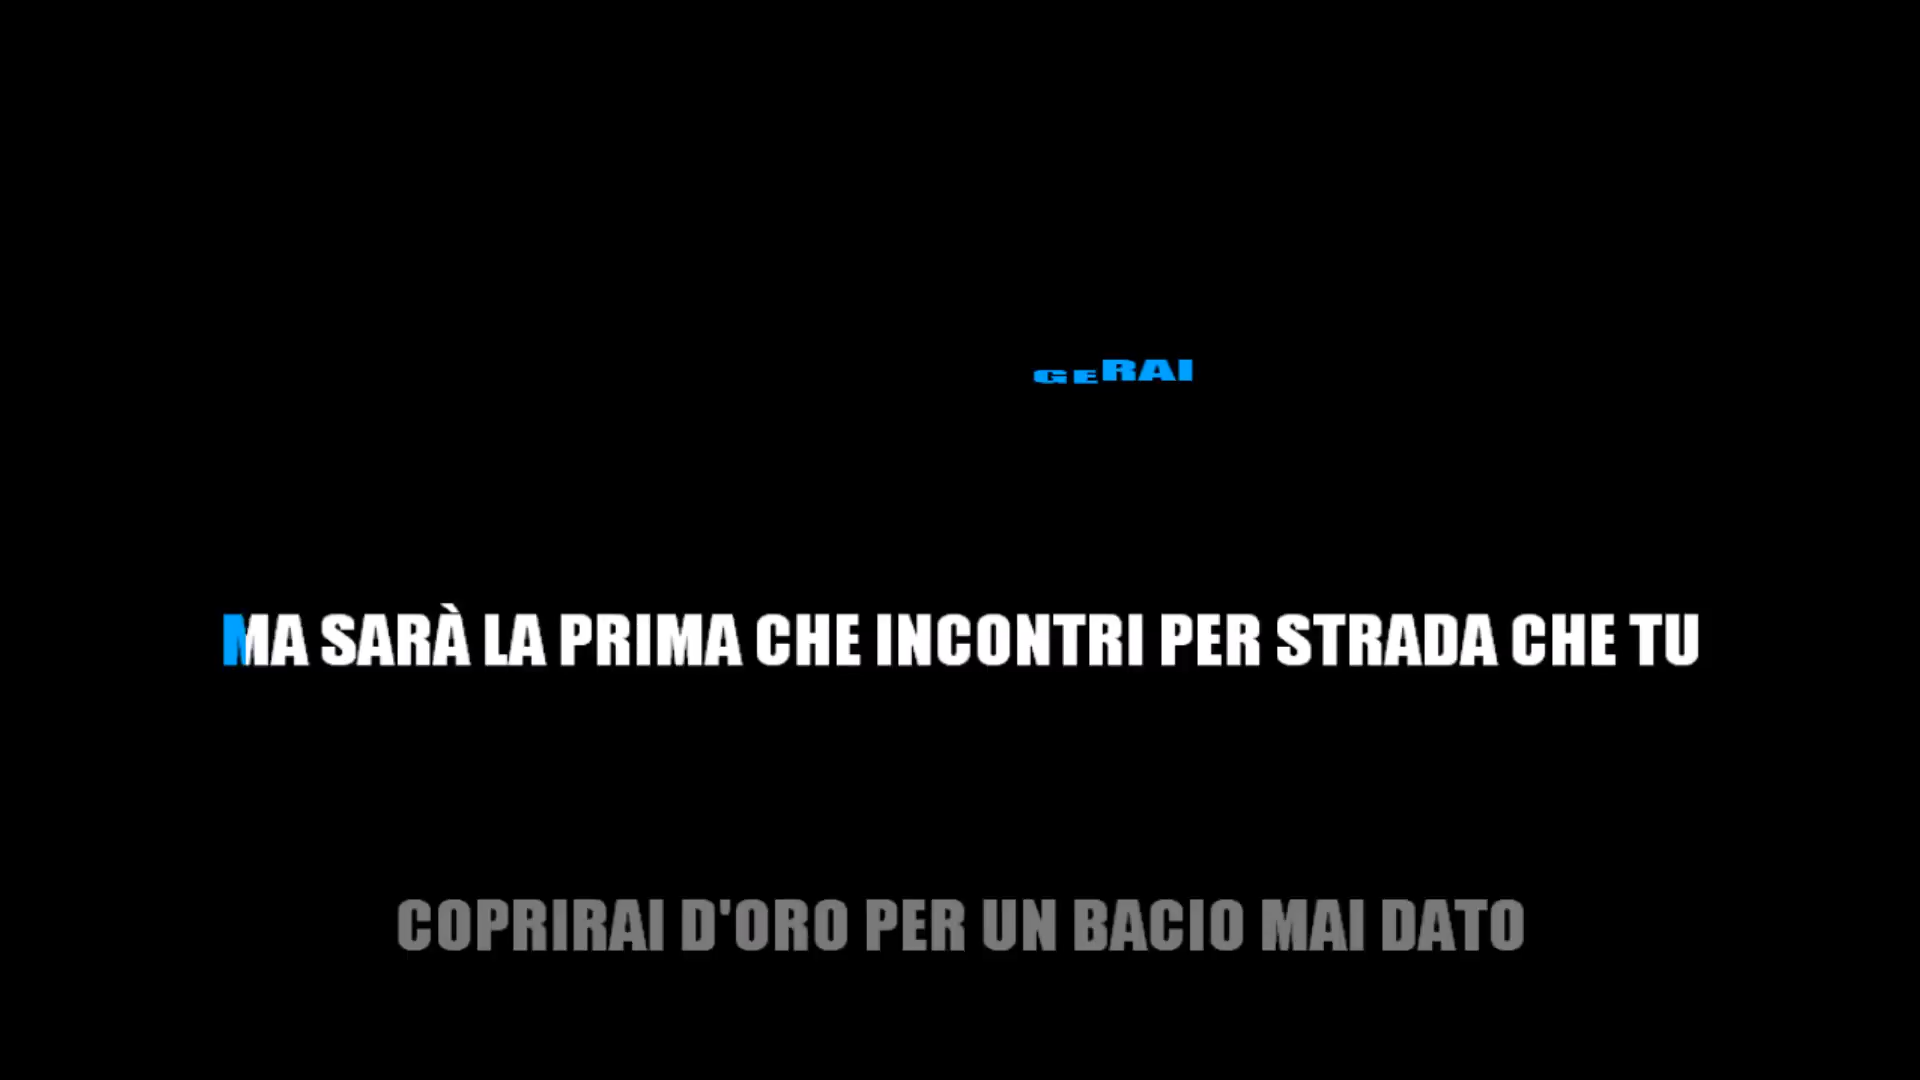 GERAI
MA SARÀ LA PRIMA CHE INCONTRI PER STRADA CHE TU
COPRIRAI D'ORO PER UN BACIO MAI DATO